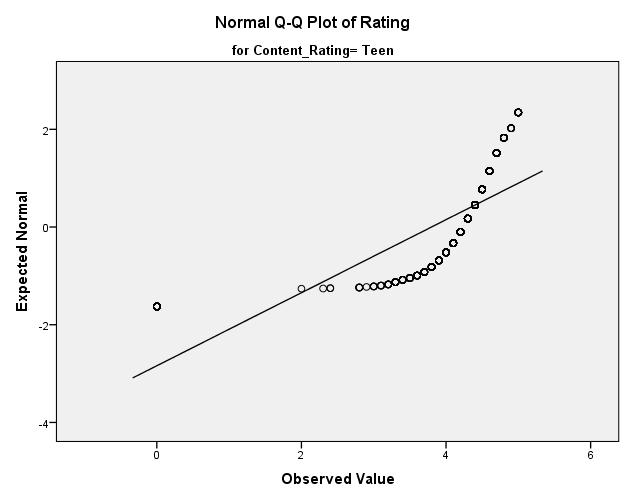 Normal Q-Q Plot of Rating
for Content_Rating= Teen
Expected Normal
2
0
-2
-4
0 2 4 6
Observed Value